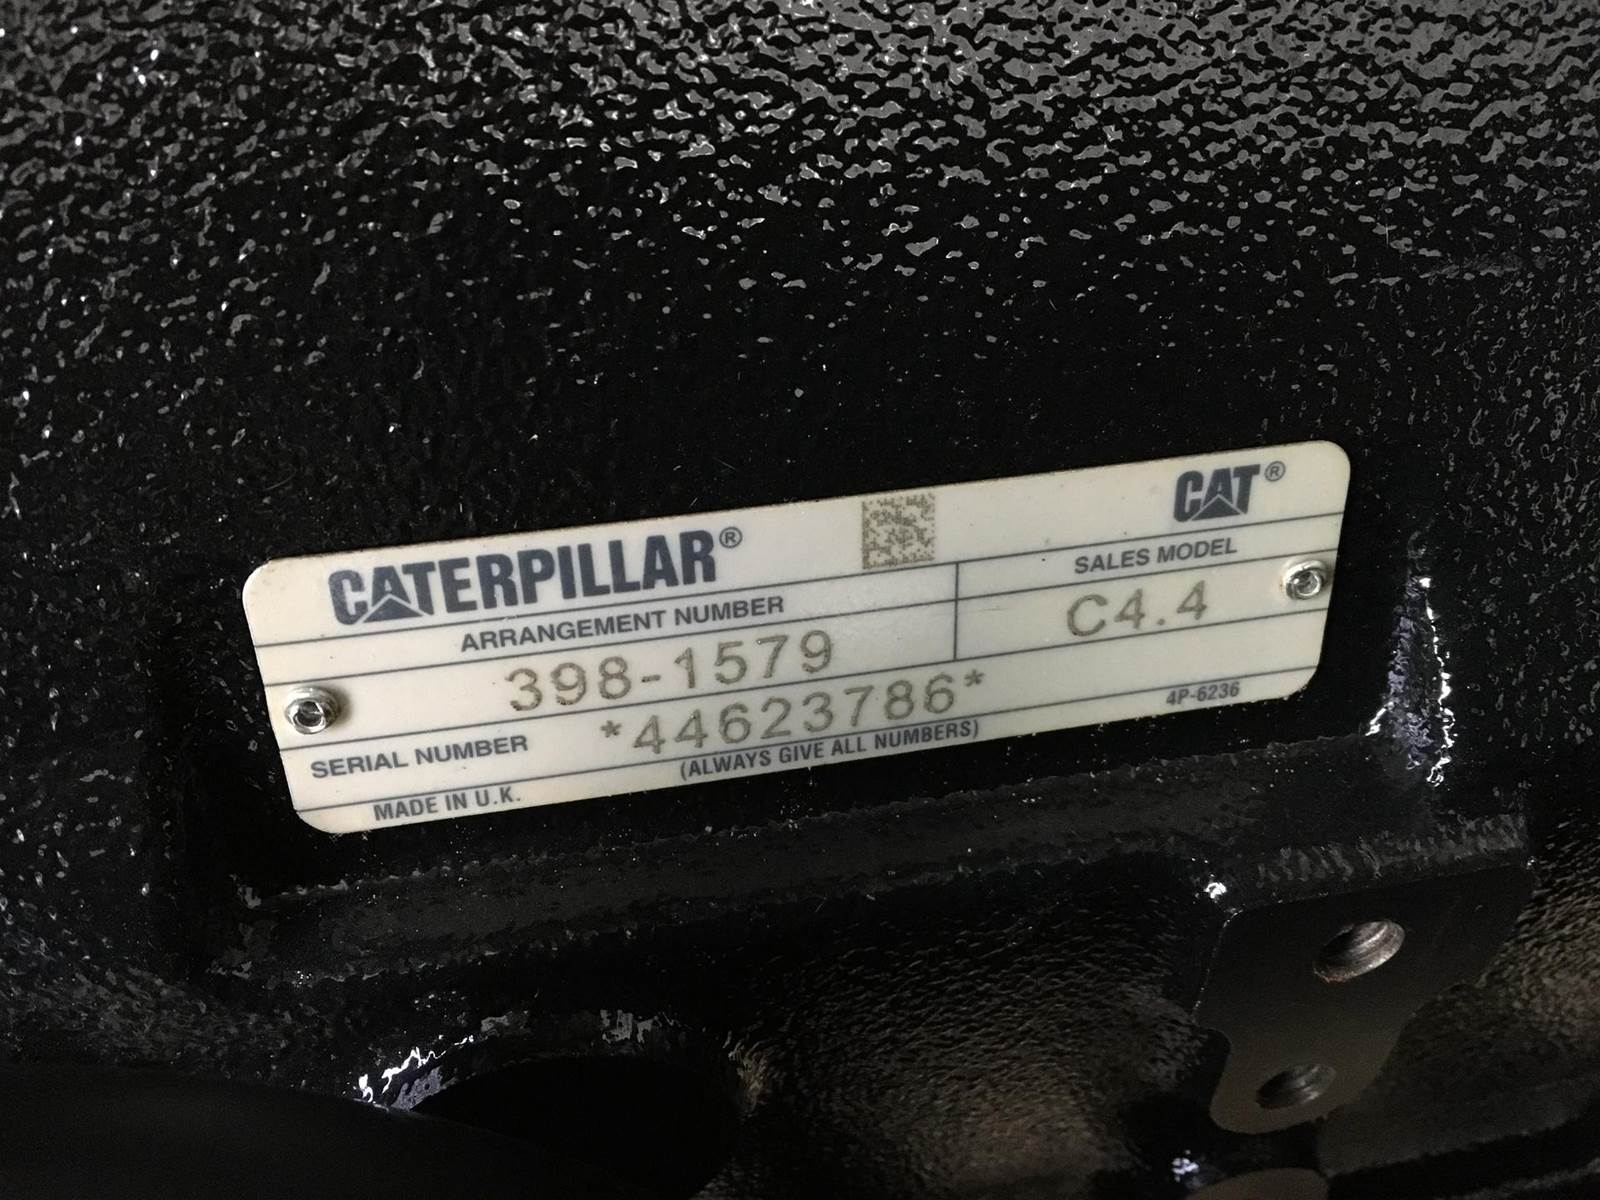 CATERPILLAR®
CAT®
ARRANGEMENT NUMBER
SALES MODEL
398-1579
C4.4
SERIAL NUMBER *44623786*
MADE IN U.K.
(ALWAYS GIVE ALL NUMBERS)
4P-6236